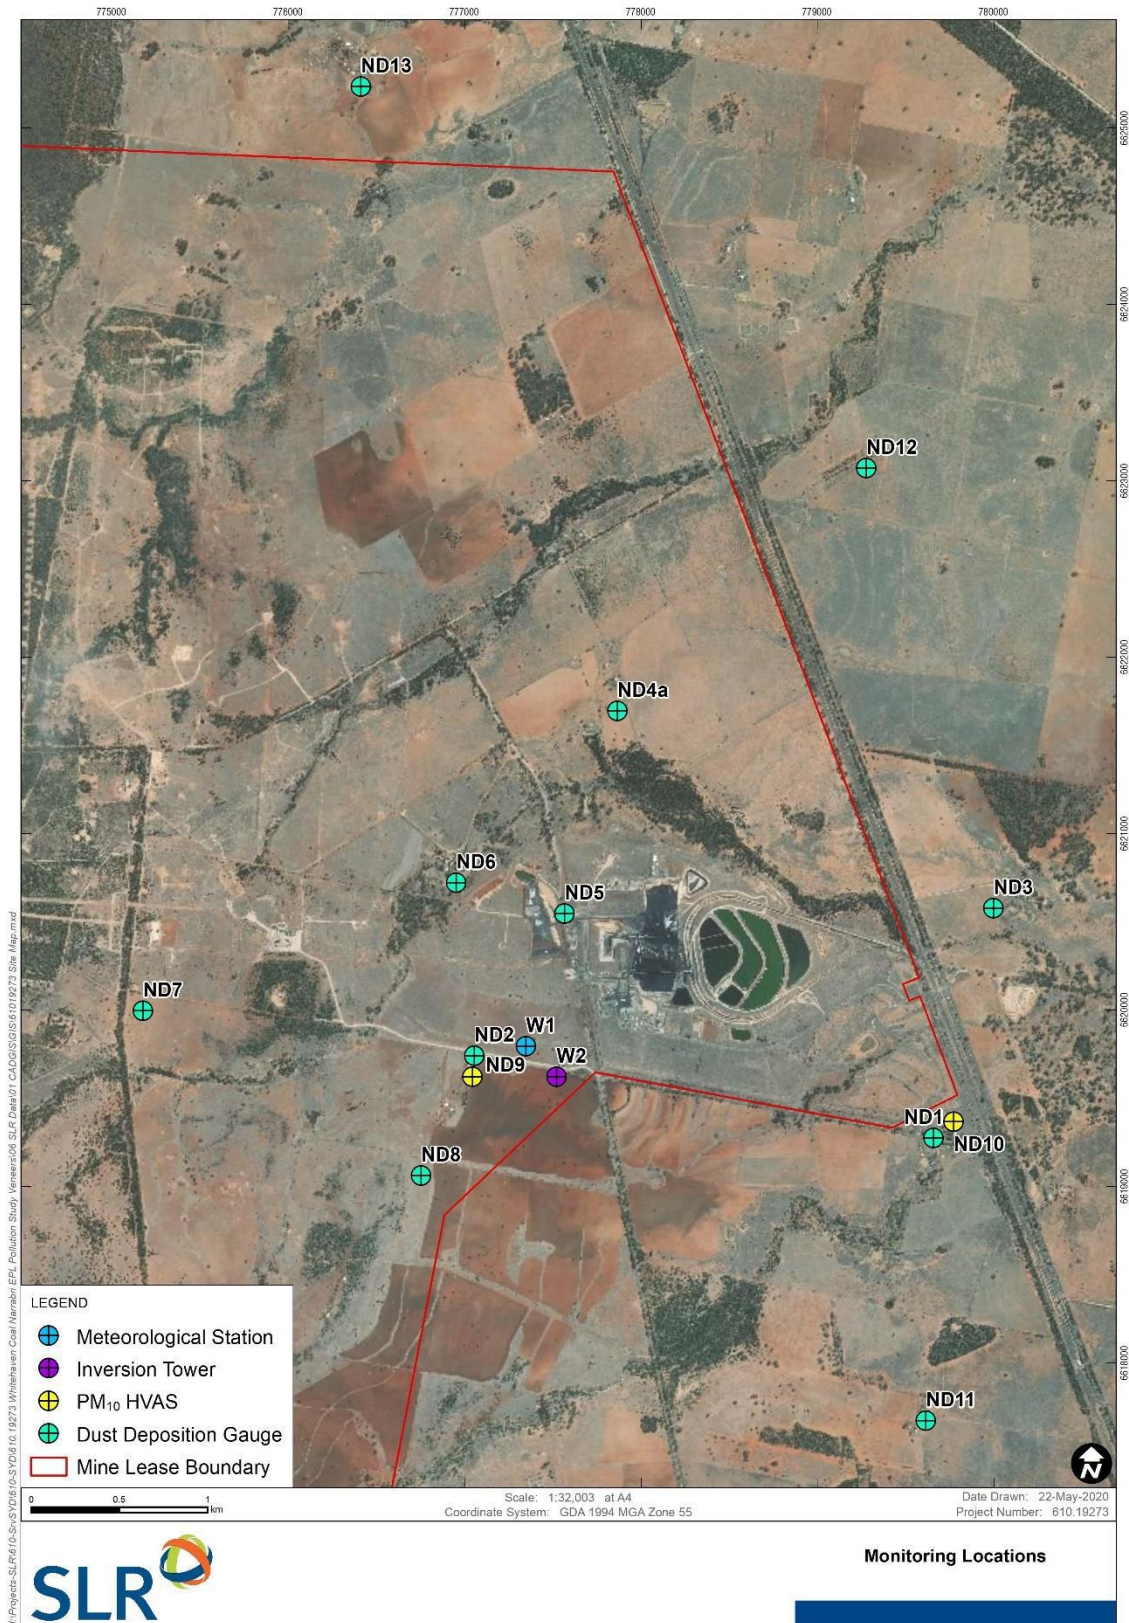 775000 776000 777000 778000 779000 780000
ND13
6625000
6624000
ND12
6623000
6622000
ND4a
6621000
ND6
ND5
ND3
ND7
6620000
ND2 W1
ND9 W2
ND1
ND10
ND8
6619000
6618000
ND11
LEGEND
Meteorological Station
Inversion Tower
PM₁₀ HVAS
Dust Deposition Gauge
Mine Lease Boundary
N
0 0.5 1
km
Scale: 1:32,003 at A4
Coordinate System: GDA 1994 MGA Zone 55
Date Drawn: 22-May-2020
Project Number: 610.19273
SLR
Monitoring Locations